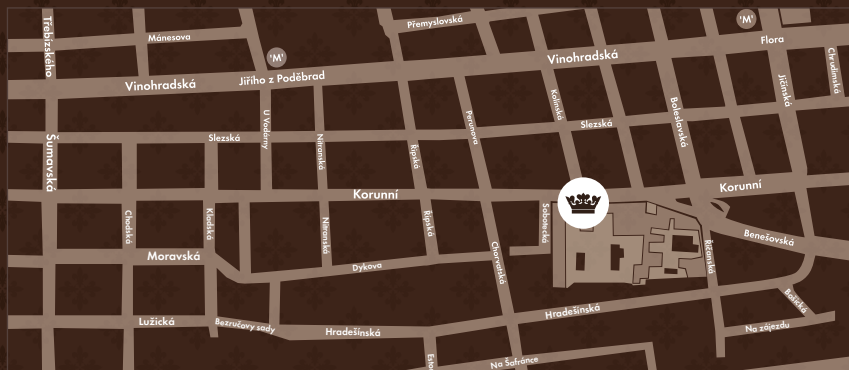 Třebízského
Mánesova
'M'
Přemyslovská
'M'
Flora
Vinohradská
Jiřího z Poděbrad
Vinohradská
Chrudimská
Jičínská
Kolínská
Boleslavská
Perunova
U Vodárny
Slezská
Slezská
Nitranská
Řipská
Šumavská
Korunní
Korunní
Chodská
Kladská
Nitranská
Řipská
Sobotecká
Chorvatská
Benešovská
Říčanská
Moravská
Dykova
Bořická
Lužická
Bezručovy sady
Hradešínská
Hradešínská
Na zájezdu
Na Šafránce